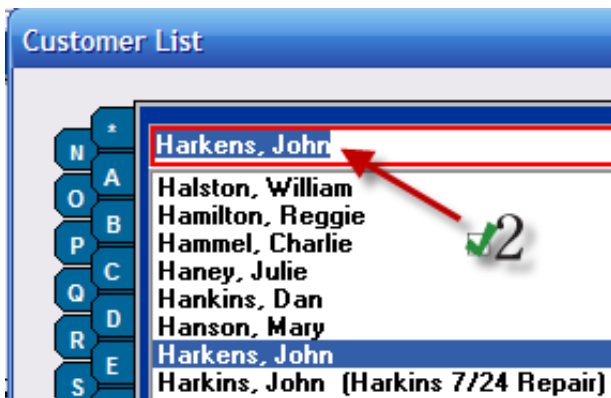 Customer List
*
N
A
O
B
P
C
Q
D
R
E
S
Harkens, John
2
Halston, William
Hamilton, Reggie
Hammel, Charlie
Haney, Julie
Hankins, Dan
Hanson, Mary
Harkens, John
Harkins, John (Harkins 7/24 Repair)